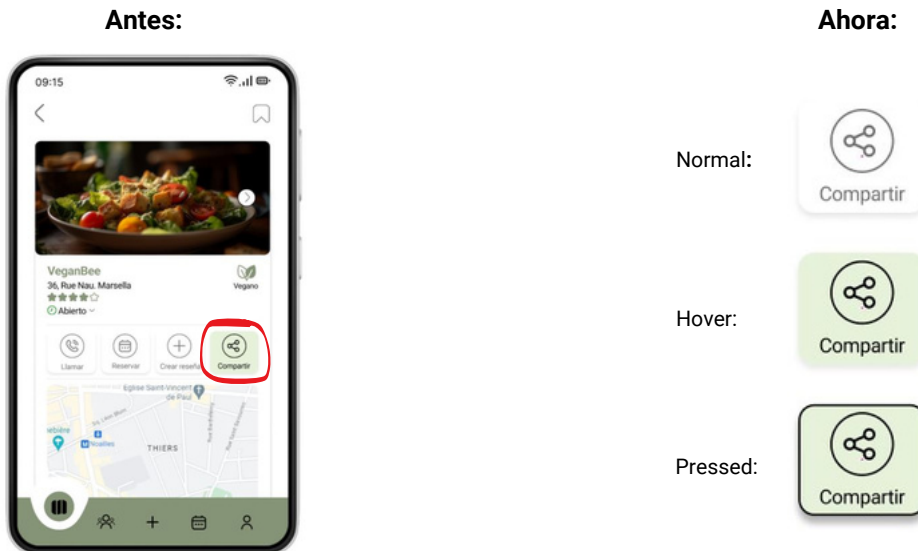 Antes:
09:15
VeganBee
36, Rue Nau. Marsella
Abierto
Vegano
Llamar
Reservar
Crear reseña
Compartir
Eglise Saint-Vincent
de Paul
THIERS
Noailles
Ahora:
Normal:
Compartir
Hover:
Compartir
Pressed:
Compartir